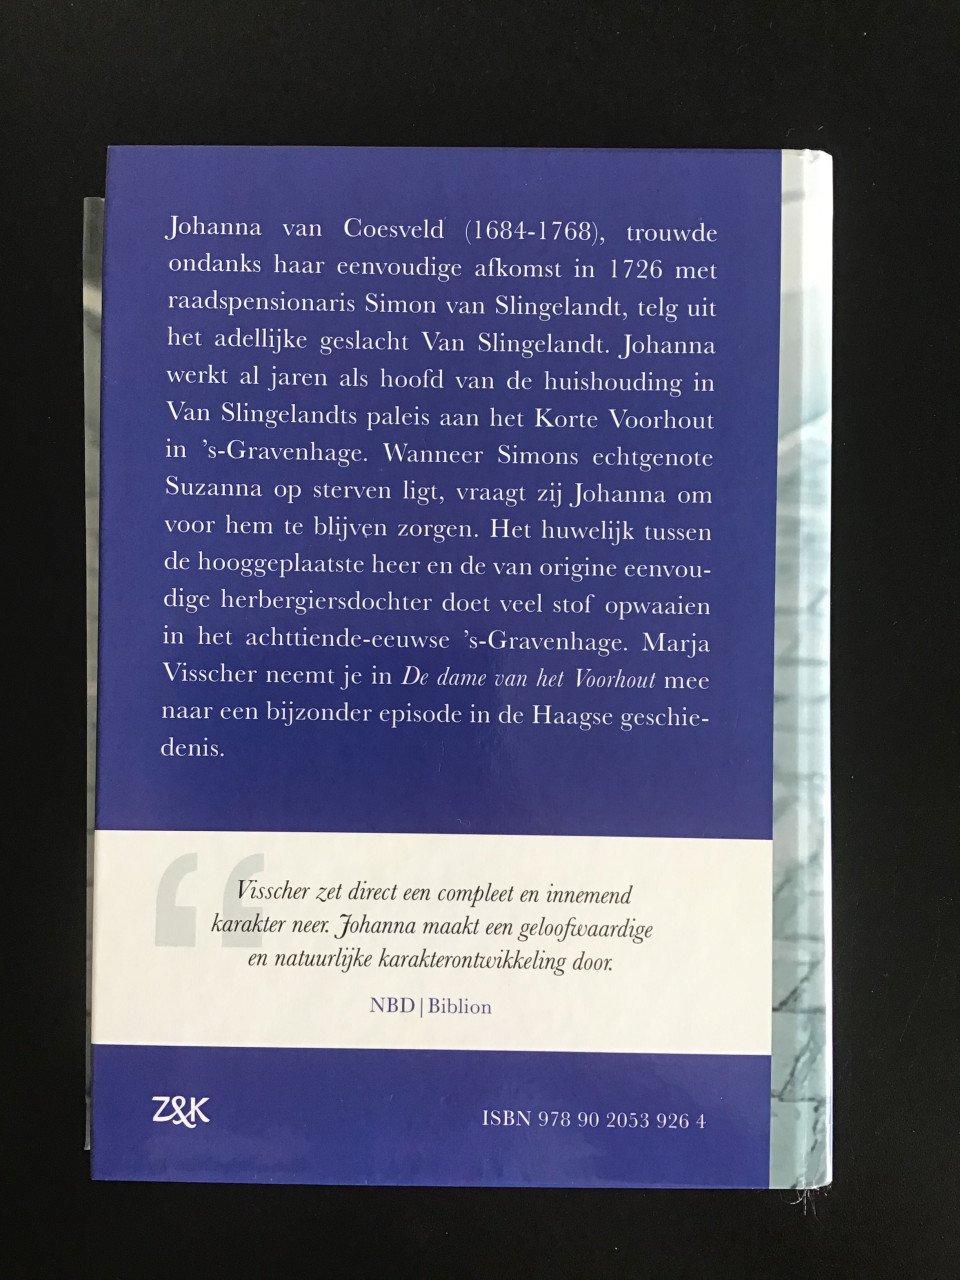 Johanna van Coesveld (1684-1768), trouwde
ondanks haar eenvoudige afkomst in 1726 met
raadspensionaris Simon van Slingelandt, telg uit
het adellijke geslacht Van Slingelandt. Johanna
werkt al jaren als hoofd van de huishouding in
Van Slingelandts paleis aan het Korte Voorhout
in ’s-Gravenhage. Wanneer Simons echtgenote
Suzanna op sterven ligt, vraagt zij Johanna om
voor hem te blijven zorgen. Het huwelijk tussen
de hooggeplaatste heer en de van origine eenvou-
dige herbergiersdochter doet veel stof opwaaien
in het achttiende-eeuwse ’s-Gravenhage. Marja
Visscher neemt je in De dame van het Voorhout mee
naar een bijzonder episode in de Haagse geschie-
denis.
“
Visscher zet direct een compleet en innemend
karakter neer. Johanna maakt een geloofwaardige
en natuurlijke karakterontwikkeling door.
NBD|Biblion
Z&K
ISBN 978 90 2053 926 4